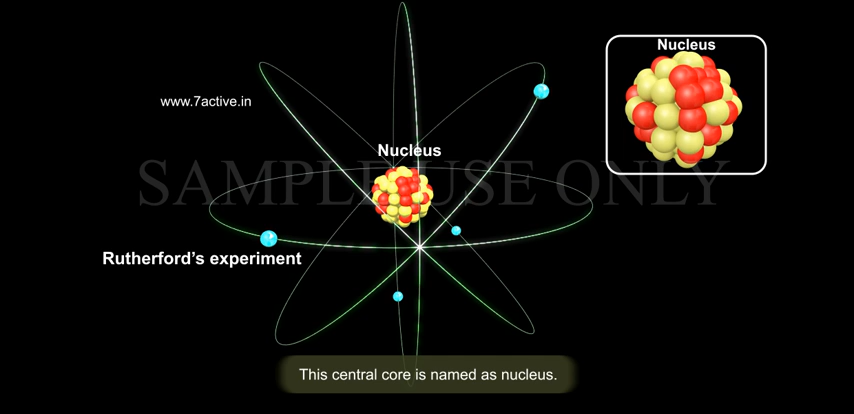 Nucleus
www.7active.in
Nucleus
SAMPLE USE ONLY
Rutherford's experiment
This central core is named as nucleus.